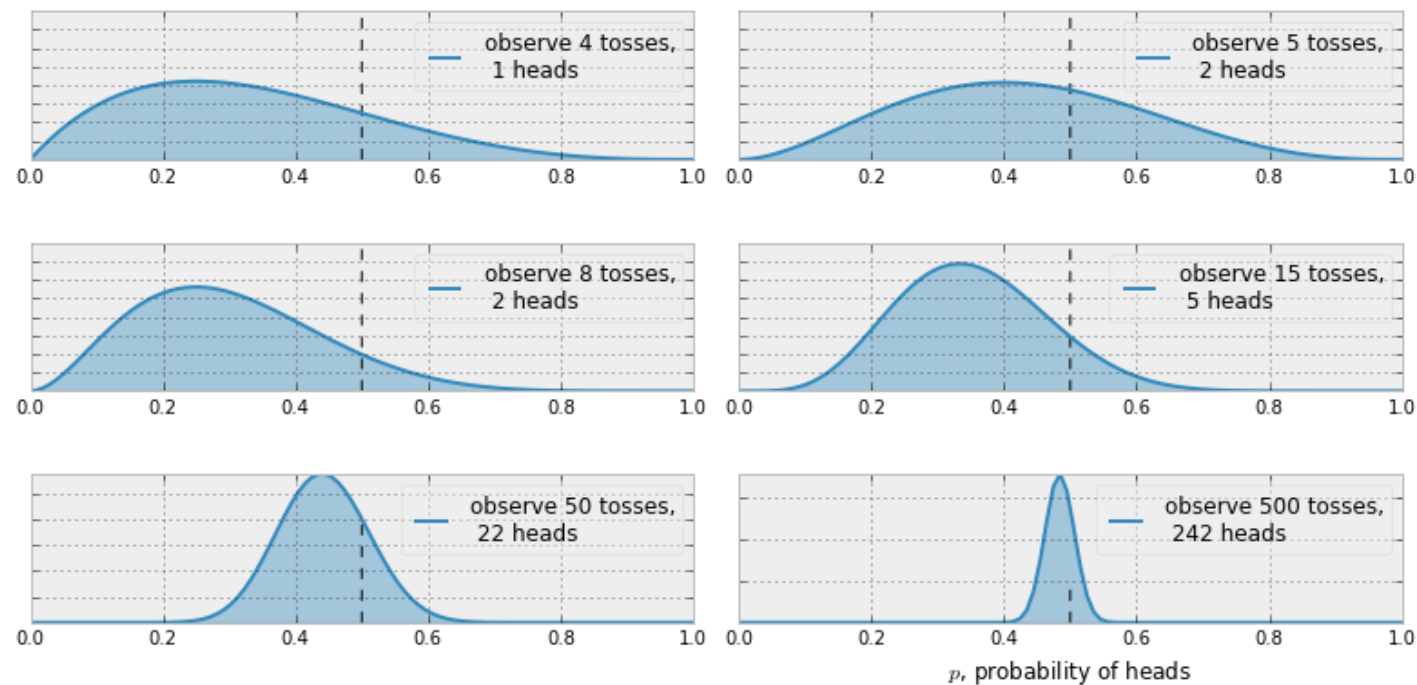 observe 4 tosses,
1 heads
0.0 0.2 0.4 0.6 0.8 1.0
observe 5 tosses,
2 heads
0.0 0.2 0.4 0.6 0.8 1.0
observe 8 tosses,
2 heads
0.0 0.2 0.4 0.6 0.8 1.0
observe 15 tosses,
5 heads
0.0 0.2 0.4 0.6 0.8 1.0
observe 50 tosses,
22 heads
0.0 0.2 0.4 0.6 0.8 1.0
observe 500 tosses,
242 heads
0.0 0.2 0.4 0.6 0.8 1.0
p, probability of heads